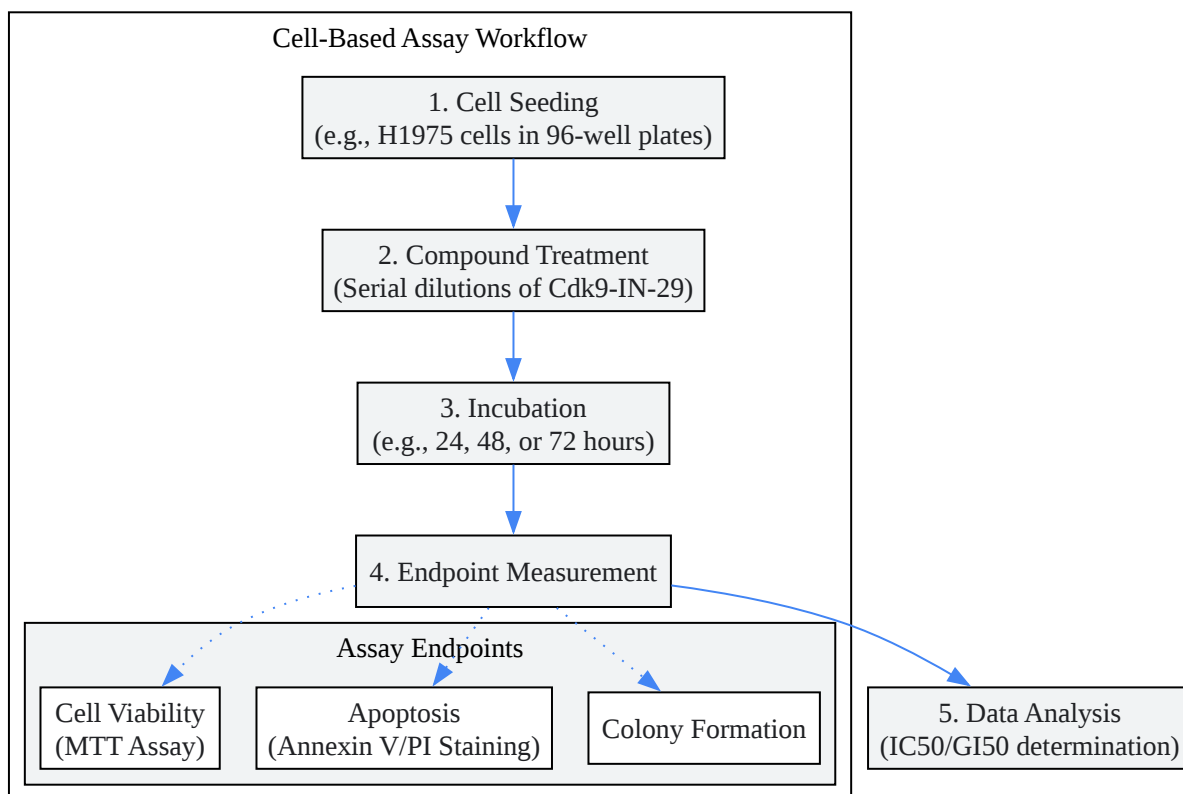 Cell-Based Assay Workflow
1. Cell Seeding
(e.g., H1975 cells in 96-well plates)
2. Compound Treatment
(Serial dilutions of Cdk9-IN-29)
3. Incubation
(e.g., 24, 48, or 72 hours)
4. Endpoint Measurement
Assay Endpoints
Cell Viability
(MTT Assay)
Apoptosis
(Annexin V/PI Staining)
Colony Formation
5. Data Analysis
(IC50/GI50 determination)